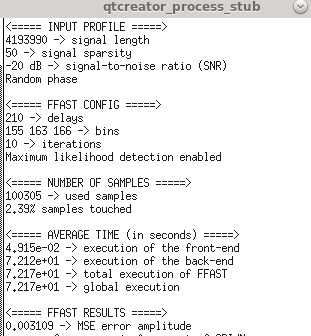 qtcreator_process_stub
<===== INPUT PROFILE =====>
4193990 -> signal length
50 -> signal sparsity
-20 dB -> signal-to-noise ratio (SNR)
Random phase
<===== FFAST CONFIG =====>
210 -> delays
155 163 166 -> bins
10 -> iterations
Maximum likelihood detection enabled
<===== NUMBER OF SAMPLES =====>
100305 -> used samples
2.39% samples touched
<===== AVERAGE TIME (in seconds) =====>
4.915e-02 -> execution of the front-end
7.212e+01 -> execution of the back-end
7.217e+01 -> total execution of FFAST
7.217e+01 -> global execution
<===== FFAST RESULTS =====>
0.003109 -> MSE error amplitude